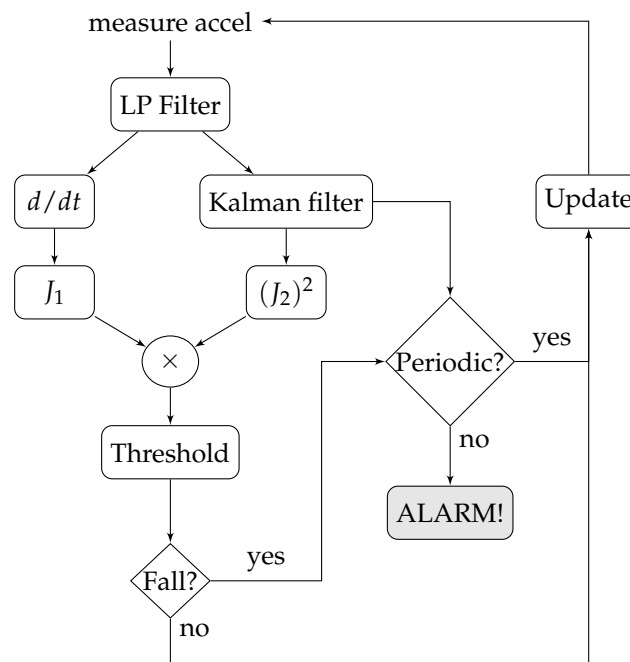 measure accel
LP Filter
d/dt
Kalman filter
Update
J₁
(J₂)²
×
Periodic?
yes
Threshold
no
ALARM!
Fall?
yes
no